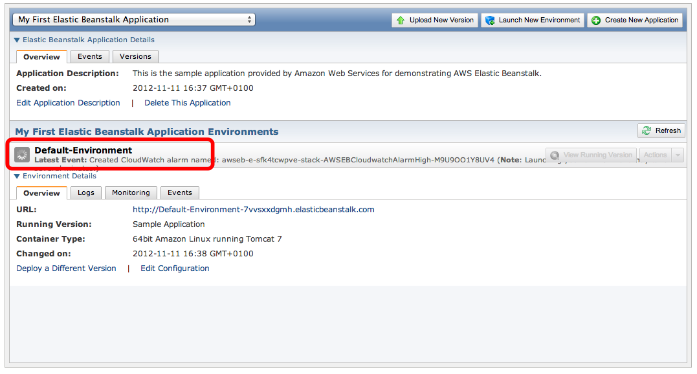 My First Elastic Beanstalk Application
Upload New Version
Launch New Environment
Create New Application
Elastic Beanstalk Application Details
Overview Events Versions
Application Description: This is the sample application provided by Amazon Web Services for demonstrating AWS Elastic Beanstalk.
Created on: 2012-11-11 16:37 GMT+0100
Edit Application Description | Delete This Application
My First Elastic Beanstalk Application Environments
Refresh
Default-Environment
Latest Event: Created CloudWatch alarm named: awseb-e-sfk4tcwpve-stack-AWSEBCloudwatchAlarmHigh-M9U9OO1Y8UV4 (Note:
View Running Version Actions
Environment Details
Overview Logs Monitoring Events
URL: http://Default-Environment-7vvsxxdgmh.elasticbeanstalk.com
Running Version: Sample Application
Container Type: 64bit Amazon Linux running Tomcat 7
Changed on: 2012-11-11 16:38 GMT+0100
Deploy a Different Version | Edit Configuration